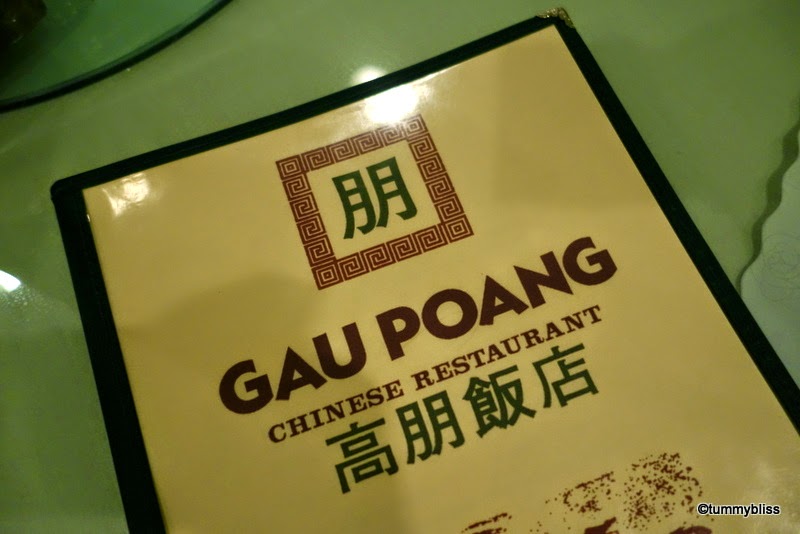 朋
GAU POANG
CHINESE RESTAURANT
高朋飯店
©tummybliss